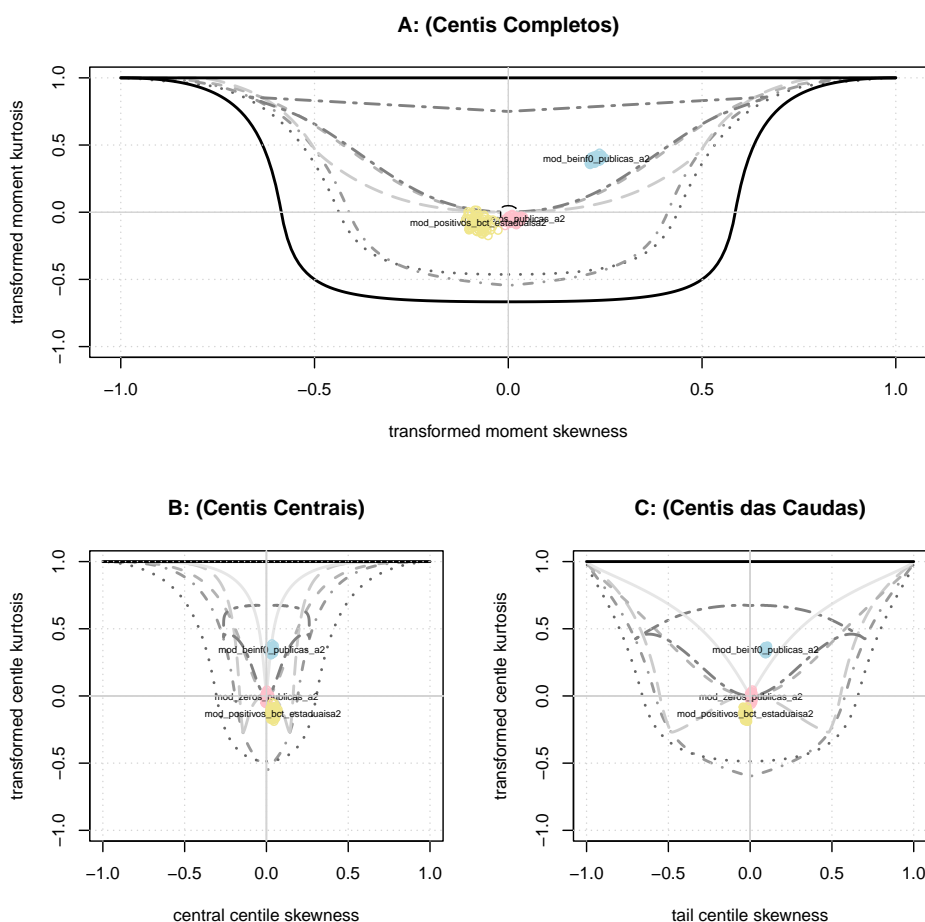 A: (Centis Completos)
transformed moment kurtosis
1.0
0.5
0.0
−0.5
−1.0
mod_beinf0_publicas_a2
mod_positivos_bct_estaduaisa2
−1.0 −0.5 0.0 0.5 1.0
transformed moment skewness
B: (Centis Centrais)
transformed centile kurtosis
1.0
0.5
0.0
−0.5
−1.0
mod_beinf0_publicas_a2
mod_zeros_publicas_a2
mod_positivos_bct_estaduaisa2
−1.0 −0.5 0.0 0.5 1.0
central centile skewness
C: (Centis das Caudas)
transformed centile kurtosis
1.0
0.5
0.0
−0.5
−1.0
mod_beinf0_publicas_a2
mod_zeros_publicas_a2
mod_positivos_bct_estaduaisa2
−1.0 −0.5 0.0 0.5 1.0
tail centile skewness